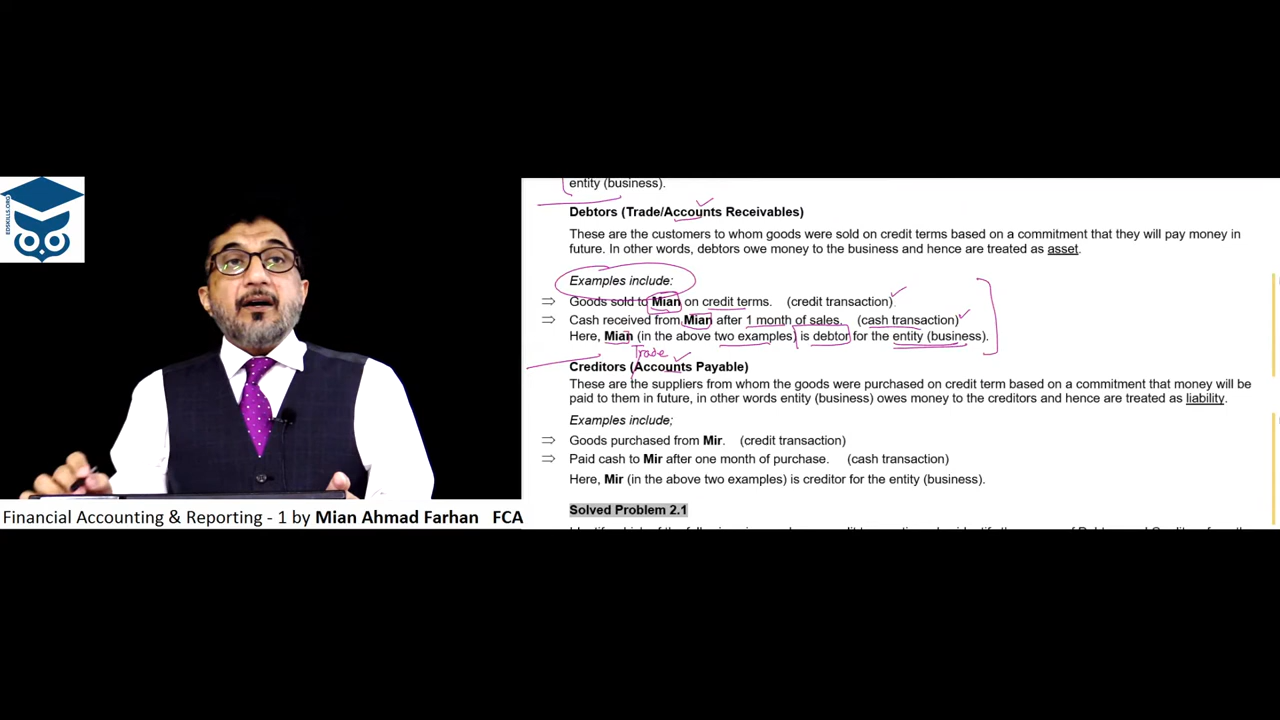 EDSKILLS.ORG
entity (business).
Debtors (Trade/Accounts Receivables)
These are the customers to whom goods were sold on credit terms based on a commitment that they will pay money in
future. In other words, debtors owe money to the business and hence are treated as asset.
Examples include:
⇒ Goods sold to Mian on credit terms. (credit transaction)
⇒ Cash received from Mian after 1 month of sales. (cash transaction)
Here, Mian (in the above two examples) is debtor for the entity (business).
Trade
Creditors (Accounts Payable)
These are the suppliers from whom the goods were purchased on credit term based on a commitment that money will be
paid to them in future, in other words entity (business) owes money to the creditors and hence are treated as liability.
Examples include;
⇒ Goods purchased from Mir. (credit transaction)
⇒ Paid cash to Mir after one month of purchase. (cash transaction)
Here, Mir (in the above two examples) is creditor for the entity (business).
Solved Problem 2.1
Financial Accounting & Reporting - 1 by Mian Ahmad Farhan FCA